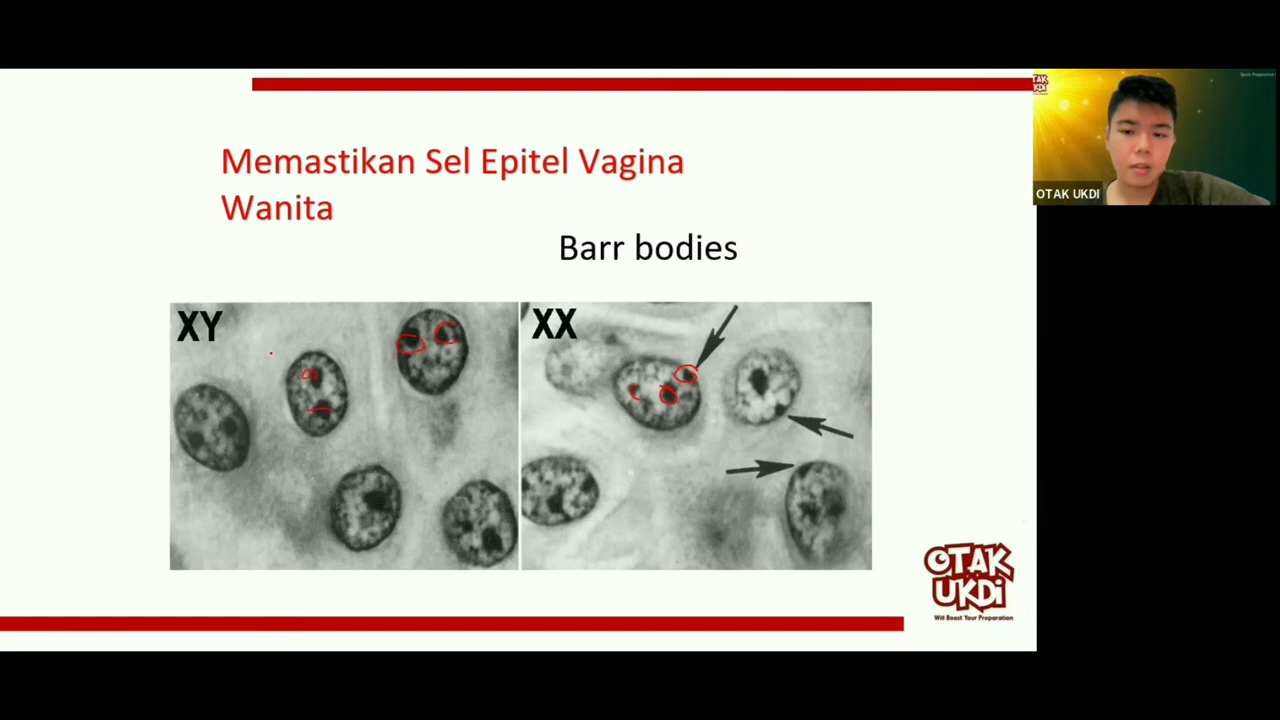 Memastikan Sel Epitel Vagina
Wanita
Barr bodies
XY
XX
OTAK
UKDi
Will Boost Your Preparation
OTAK UKDI